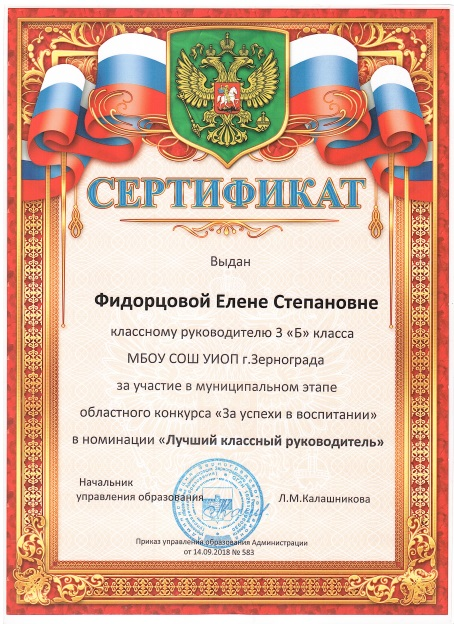 СЕРТИФИКАТ
Выдан
Фидорцовой Елене Степановне
классному руководителю 3 «Б» класса
МБОУ СОШ УИОП г.Зернограда
за участие в муниципальном этапе
областного конкурса «За успехи в воспитании»
в номинации «Лучший классный руководитель»
Начальник
управления образования
Л.М.Калашникова
Приказ управления образования Администрации
от 14.09.2018 № 583